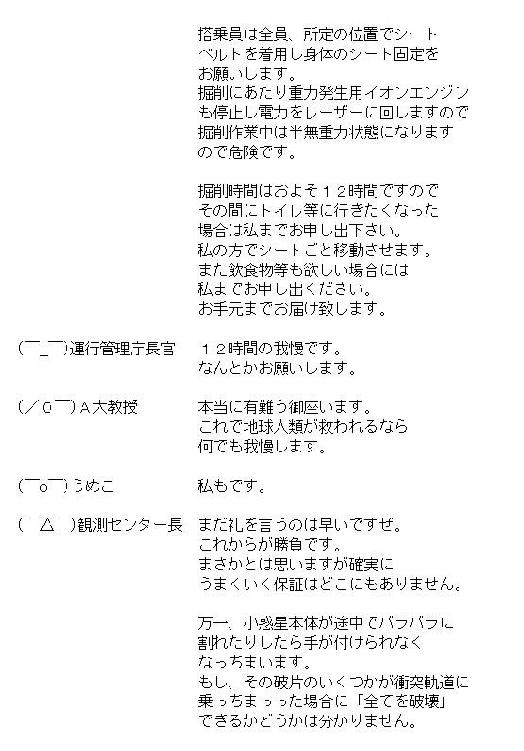 搭乗員は全員、所定の位置でシート
ベルトを着用し身体のシート固定を
お願いします。
掘削にあたり重力発生用イオンエンジン
も停止し電力をレーザーに回しますので
掘削作業中は半無重力状態になります
ので危険です。
掘削時間はおよそ１２時間ですので
その間にトイレ等に行きたくなった
場合は私までお申し出下さい。
私の方でシートごと移動させます。
また飲食物等も欲しい場合には
私までお申し出ください。
お手元までお届け致します。
(￣_￣)運行管理庁長官　１２時間の我慢です。
なんとかお願いします。
(／０￣)Ａ大教授　本当に有難う御座います。
これで地球人類が救われるなら
何でも我慢します。
(￣o￣)うめこ　私もです。
(　△　)観測センター長　まだ礼を言うのは早いですぜ。
これからが勝負です。
まさかとは思いますが確実に
うまくいく保証はどこにもありません。
万一、小惑星本体が途中でバラバラに
割れたりしたら手が付けられなく
なっちまいます。
もし、その破片のいくつかが衝突軌道に
乗っちまっった場合に「全てを破壊」
できるかどうかは分かりません。